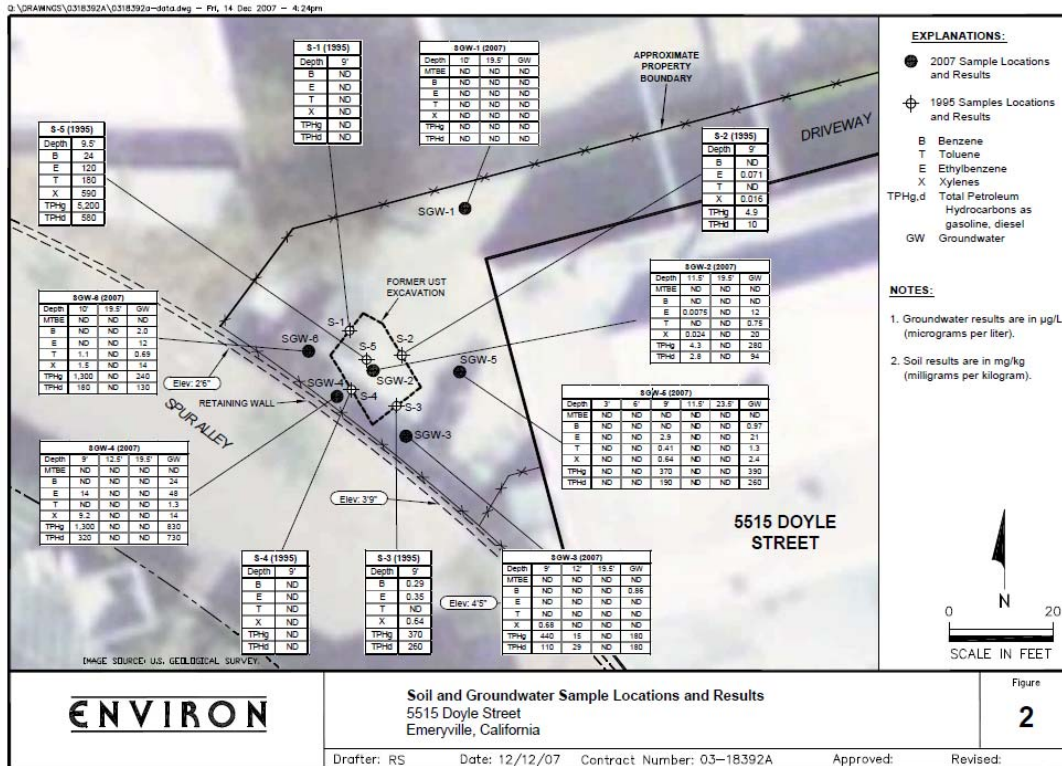 Q:\DRAWINGS\0318392A\0318392a-data.dwg - Fri, 14 Dec 2007 - 4:24pm
S-1 (1995)
Depth 9'
B ND
E ND
T ND
X ND
TPHg ND
TPHd ND
SGW-1 (2007)
Depth 10' 19.5' GW
MTBE ND ND ND
B ND ND ND
E ND ND ND
T ND ND ND
X ND ND ND
TPHg ND ND ND
TPHd ND ND ND
APPROXIMATE
PROPERTY
BOUNDARY
DRIVEWAY
S-5 (1995)
Depth 9.5'
B 24
E 120
T 180
X 590
TPHg 5,200
TPHd 580
S-2 (1995)
Depth 9'
B ND
E 0.071
T ND
X 0.016
TPHg 4.9
TPHd 10
SGW-1
SGW-2 (2007)
Depth 11.5' 19.5' GW
MTBE ND ND ND
B ND ND ND
E 0.0075 ND 12
T ND ND 0.75
X 0.024 ND 20
TPHg 4.3 ND 280
TPHd 2.8 ND 94
SGW-6 (2007)
Depth 10' 19.5' GW
MTBE ND ND ND
B ND ND 2.0
E ND ND 12
T 1.1 ND 0.69
X 1.5 ND 14
TPHg 1,300 ND 240
TPHd 180 ND 130
FORMER UST
EXCAVATION
S-1
S-2
SGW-6
S-5
SGW-2
SGW-5
SGW-4
S-4
S-3
SGW-3
Elev: 2'6"
RETAINING WALL
SPUR ALLEY
SGW-5 (2007)
Depth 3' 6' 9' 11.5' 23.5' GW
MTBE ND ND ND ND ND ND
B ND ND ND ND ND 0.97
E ND ND 2.9 ND ND 21
T ND ND 0.41 ND ND 1.3
X ND ND 0.64 ND ND 2.4
TPHg ND ND 370 ND ND 390
TPHd ND ND 190 ND ND 260
SGW-4 (2007)
Depth 9' 12.5' 19.5' GW
MTBE ND ND ND ND
B ND ND ND 24
E 14 ND ND 48
T ND ND ND 1.3
X 9.2 ND ND 14
TPHg 1,300 ND ND 830
TPHd 320 ND ND 730
Elev: 3'9"
5515 DOYLE
STREET
S-4 (1995)
Depth 9'
B ND
E ND
T ND
X ND
TPHg ND
TPHd ND
S-3 (1995)
Depth 9'
B 0.29
E 0.35
T ND
X 0.64
TPHg 370
TPHd 260
Elev: 4'5"
SGW-3 (2007)
Depth 9' 12' 19.5' GW
MTBE ND ND ND ND
B ND ND ND 0.86
E ND ND ND ND
T ND ND ND ND
X 0.68 ND ND ND
TPHg 440 15 ND 180
TPHd 110 29 ND 180
IMAGE SOURCE: U.S. GEOLOGICAL SURVEY.
EXPLANATIONS:
2007 Sample Locations
and Results
1995 Samples Locations
and Results
B Benzene
T Toluene
E Ethylbenzene
X Xylenes
TPHg,d Total Petroleum
Hydrocarbons as
gasoline, diesel
GW Groundwater
NOTES:
1. Groundwater results are in µg/L
(micrograms per liter).
2. Soil results are in mg/kg
(milligrams per kilogram).
N
0 20
SCALE IN FEET
ENVIRON
Soil and Groundwater Sample Locations and Results
5515 Doyle Street
Emeryville, California
Figure
2
Drafter: RS Date: 12/12/07 Contract Number: 03-18392A Approved: Revised: